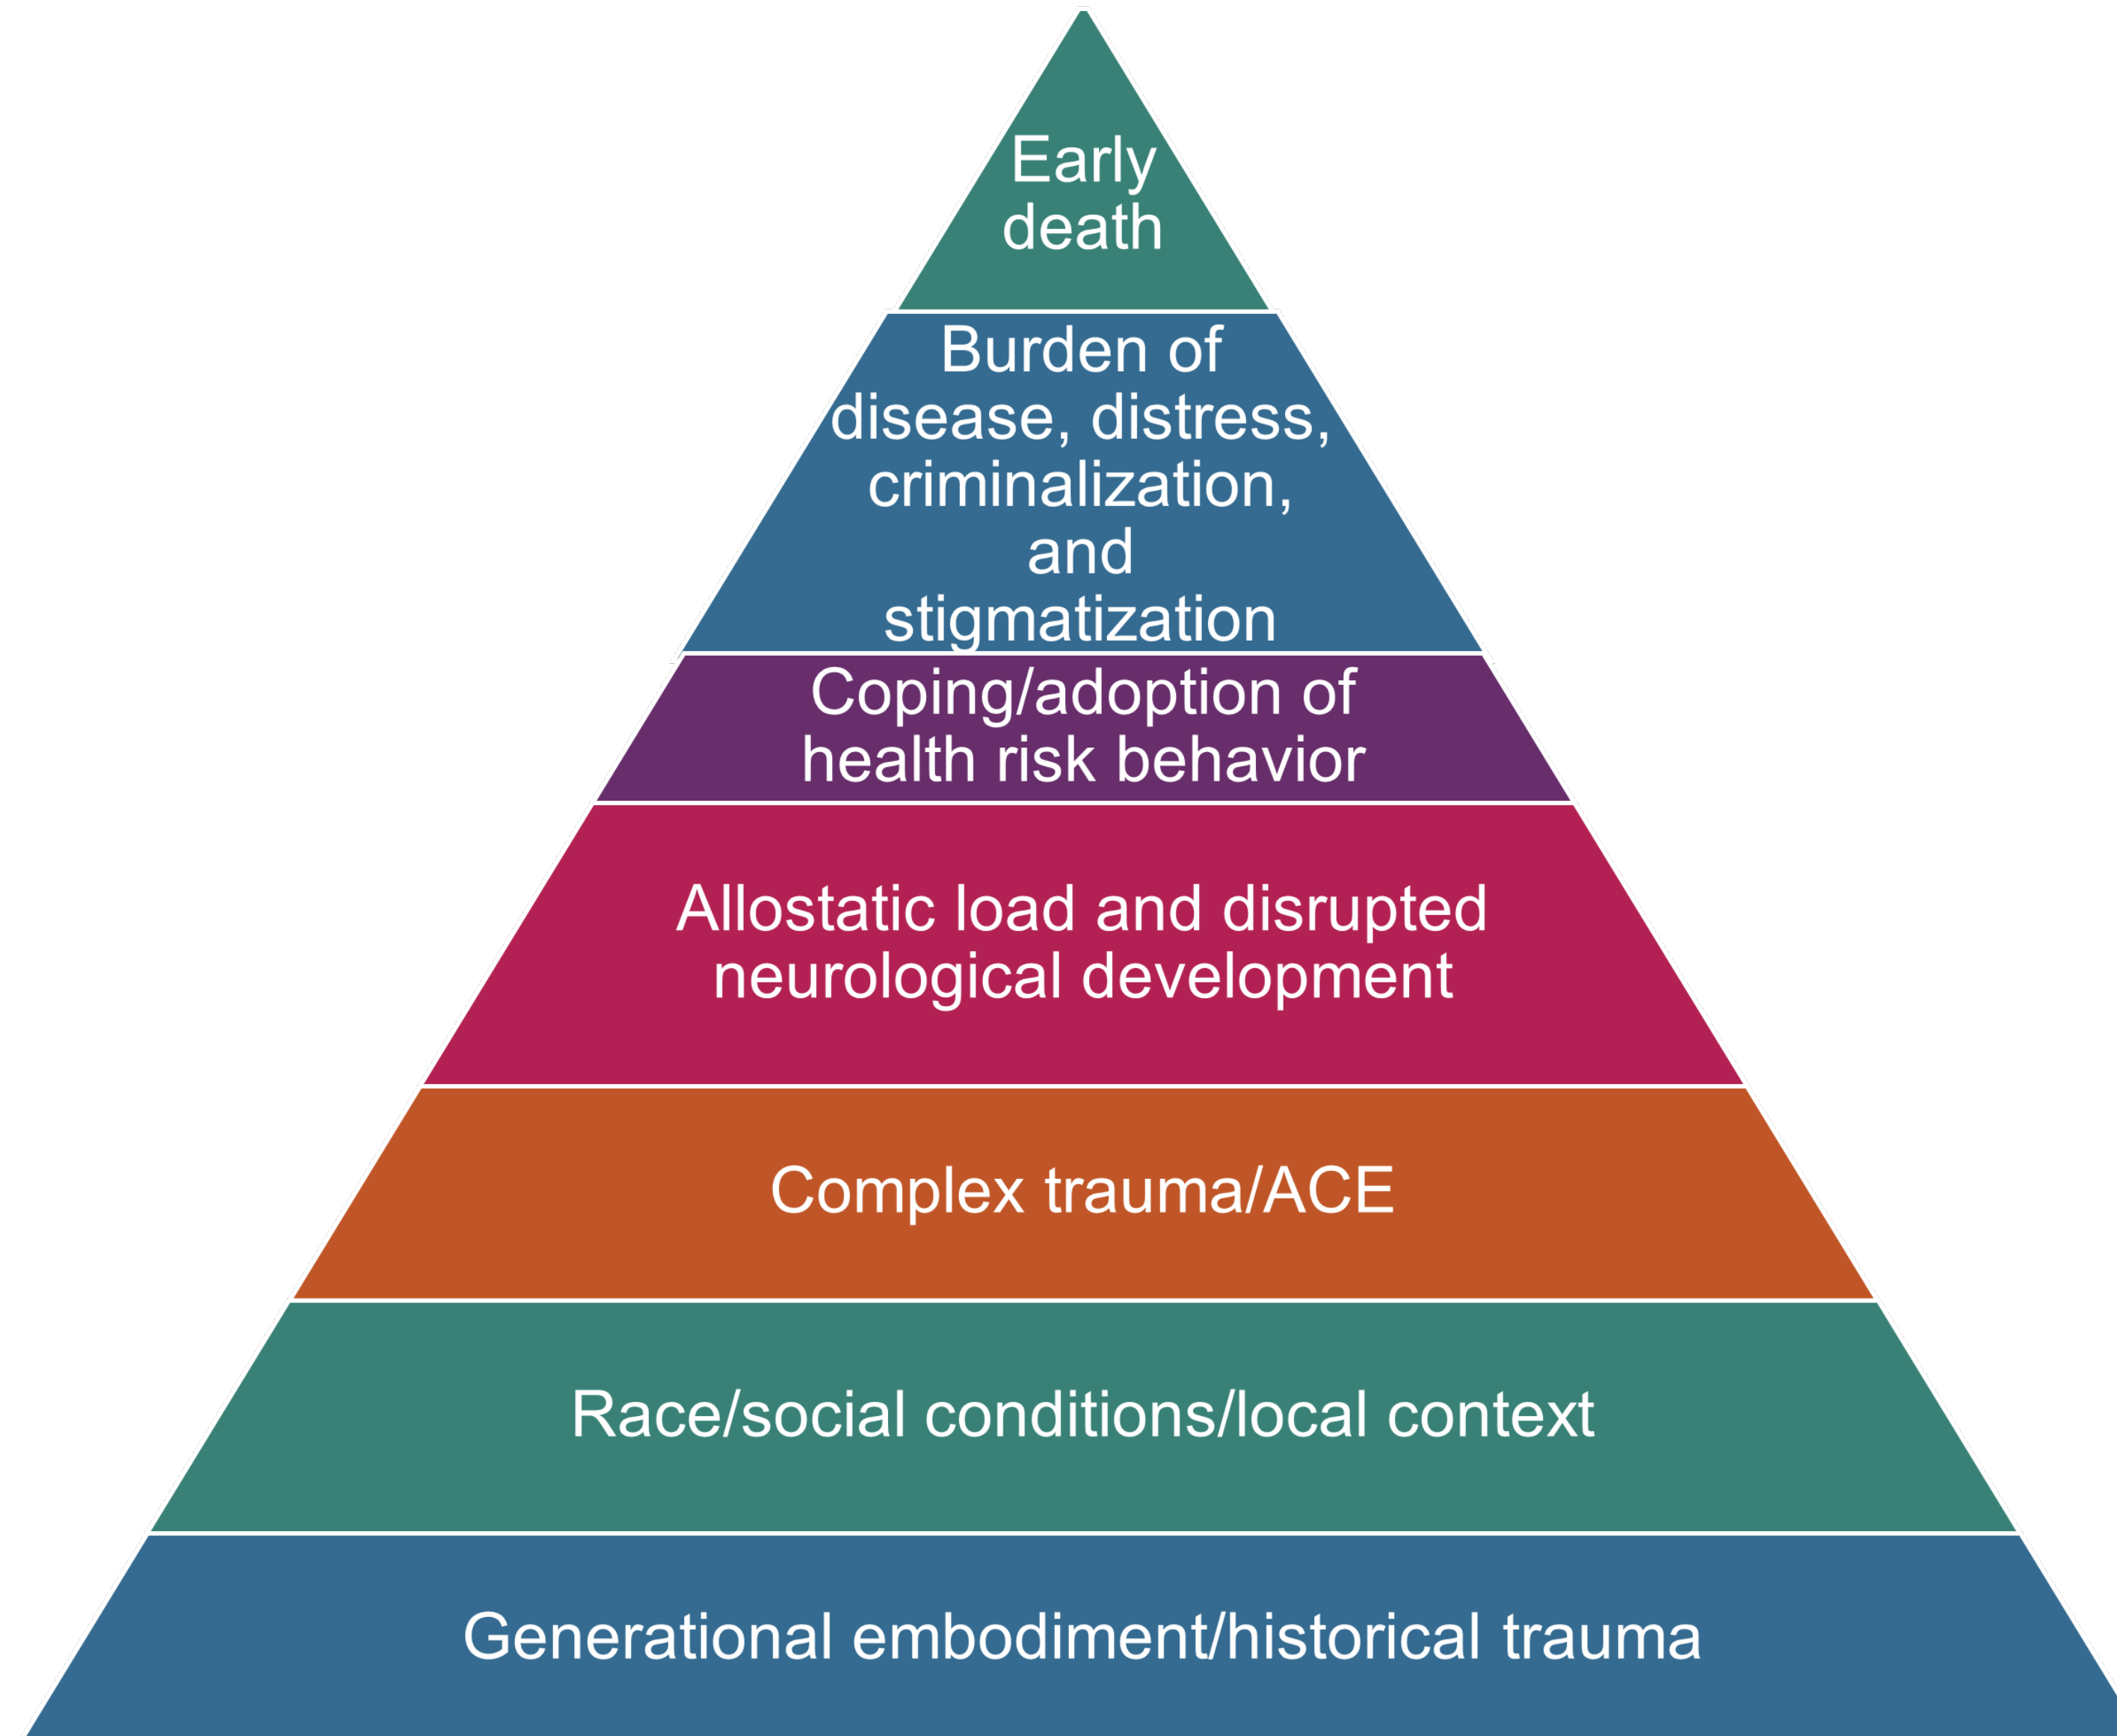 Early
death
Burden of
disease, distress,
criminalization,
and
stigmatization
Coping/adoption of
health risk behavior
Allostatic load and disrupted
neurological development
Complex trauma/ACE
Race/social conditions/local context
Generational embodiment/historical trauma